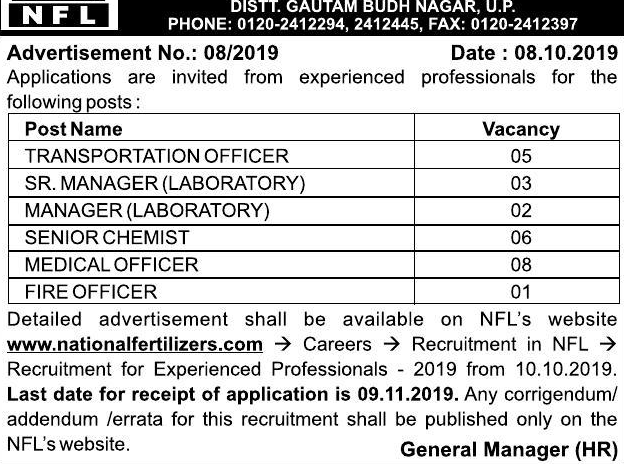 NFL
DISTT. GAUTAM BUDH NAGAR, U.P.
PHONE: 0120-2412294, 2412445, FAX: 0120-2412397
Advertisement No.: 08/2019 Date : 08.10.2019
Applications are invited from experienced professionals for the
following posts :
Post Name Vacancy
TRANSPORTATION OFFICER 05
SR. MANAGER (LABORATORY) 03
MANAGER (LABORATORY) 02
SENIOR CHEMIST 06
MEDICAL OFFICER 08
FIRE OFFICER 01
Detailed advertisement shall be available on NFL's website
www.nationalfertilizers.com → Careers → Recruitment in NFL →
Recruitment for Experienced Professionals - 2019 from 10.10.2019.
Last date for receipt of application is 09.11.2019. Any corrigendum/
addendum /errata for this recruitment shall be published only on the
NFL's website.
General Manager (HR)